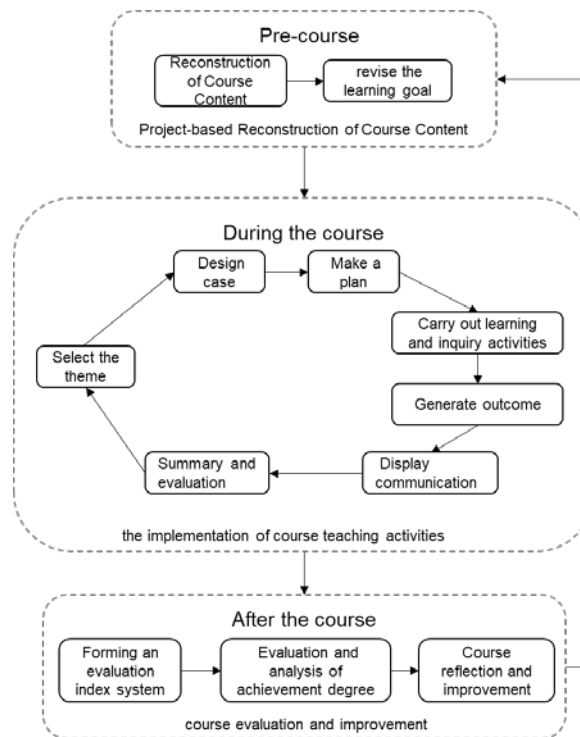 Pre-course
Reconstruction
of Course
Content
revise the
learning goal
Project-based Reconstruction of Course Content
During the course
Design
case
Make a
plan
Carry out learning
and inquiry activities
Select the
theme
Generate outcome
Summary and
evaluation
Display
communication
the implementation of course teaching activities
After the course
Forming an
evaluation
index system
Evaluation and
analysis of
achievement degree
Course
reflection and
improvement
course evaluation and improvement